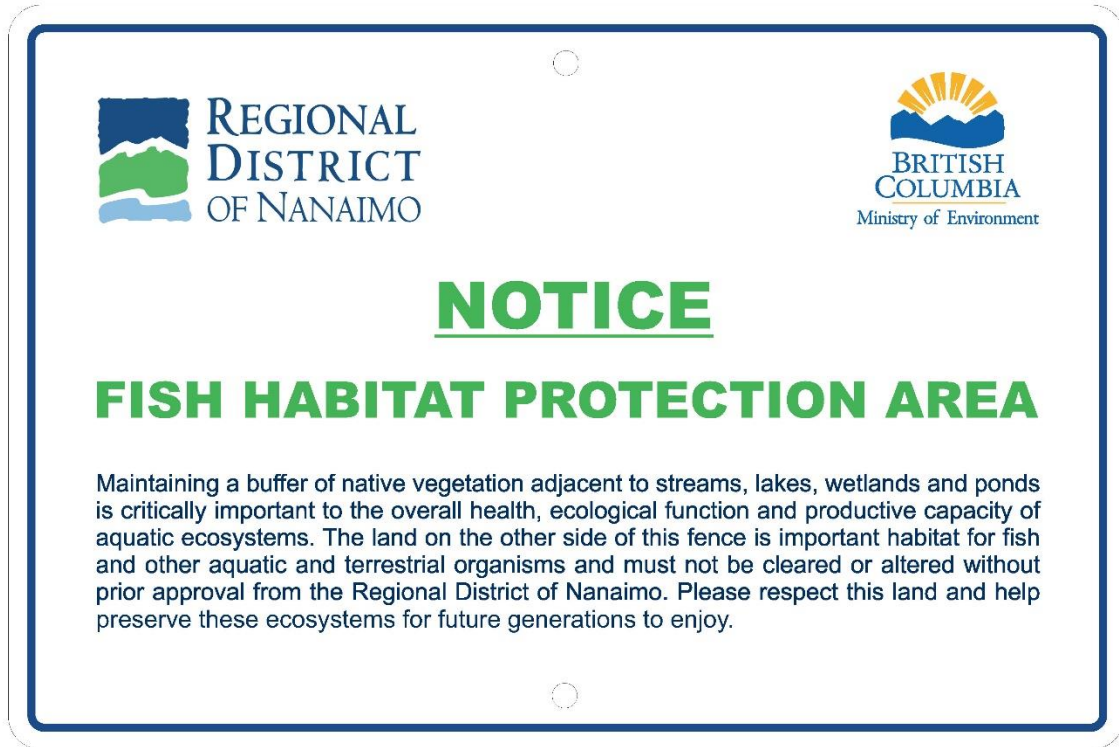 REGIONAL
DISTRICT
OF NANAIMO
BRITISH
COLUMBIA
Ministry of Environment
NOTICE
FISH HABITAT PROTECTION AREA
Maintaining a buffer of native vegetation adjacent to streams, lakes, wetlands and ponds
is critically important to the overall health, ecological function and productive capacity of
aquatic ecosystems. The land on the other side of this fence is important habitat for fish
and other aquatic and terrestrial organisms and must not be cleared or altered without
prior approval from the Regional District of Nanaimo. Please respect this land and help
preserve these ecosystems for future generations to enjoy.